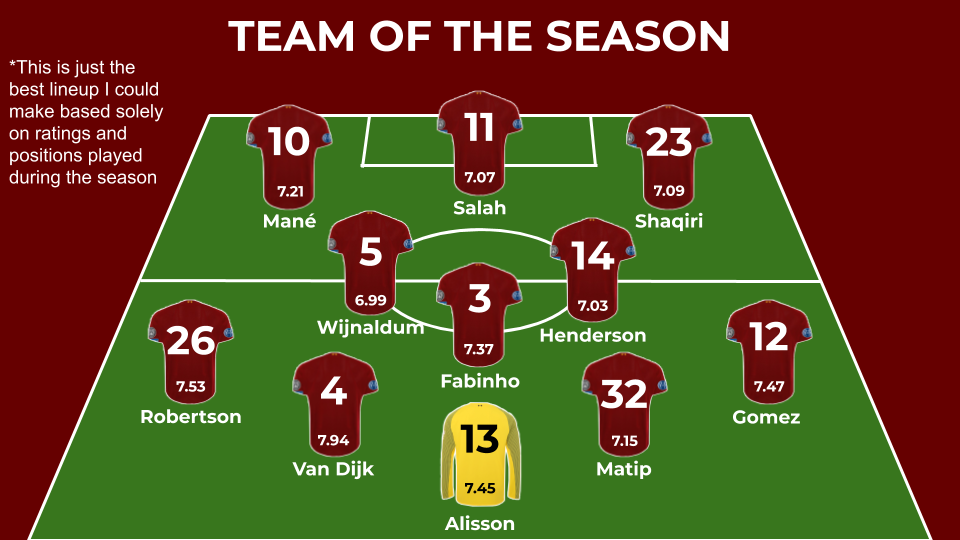 TEAM OF THE SEASON
*This is just the
best lineup I could
make based solely
on ratings and
positions played
during the season
10
7.21
Mané
11
7.07
Salah
23
7.09
Shaqiri
5
6.99
Wijnaldum
14
7.03
Henderson
3
7.37
Fabinho
26
7.53
Robertson
4
7.94
Van Dijk
32
7.15
Matip
12
7.47
Gomez
13
7.45
Alisson